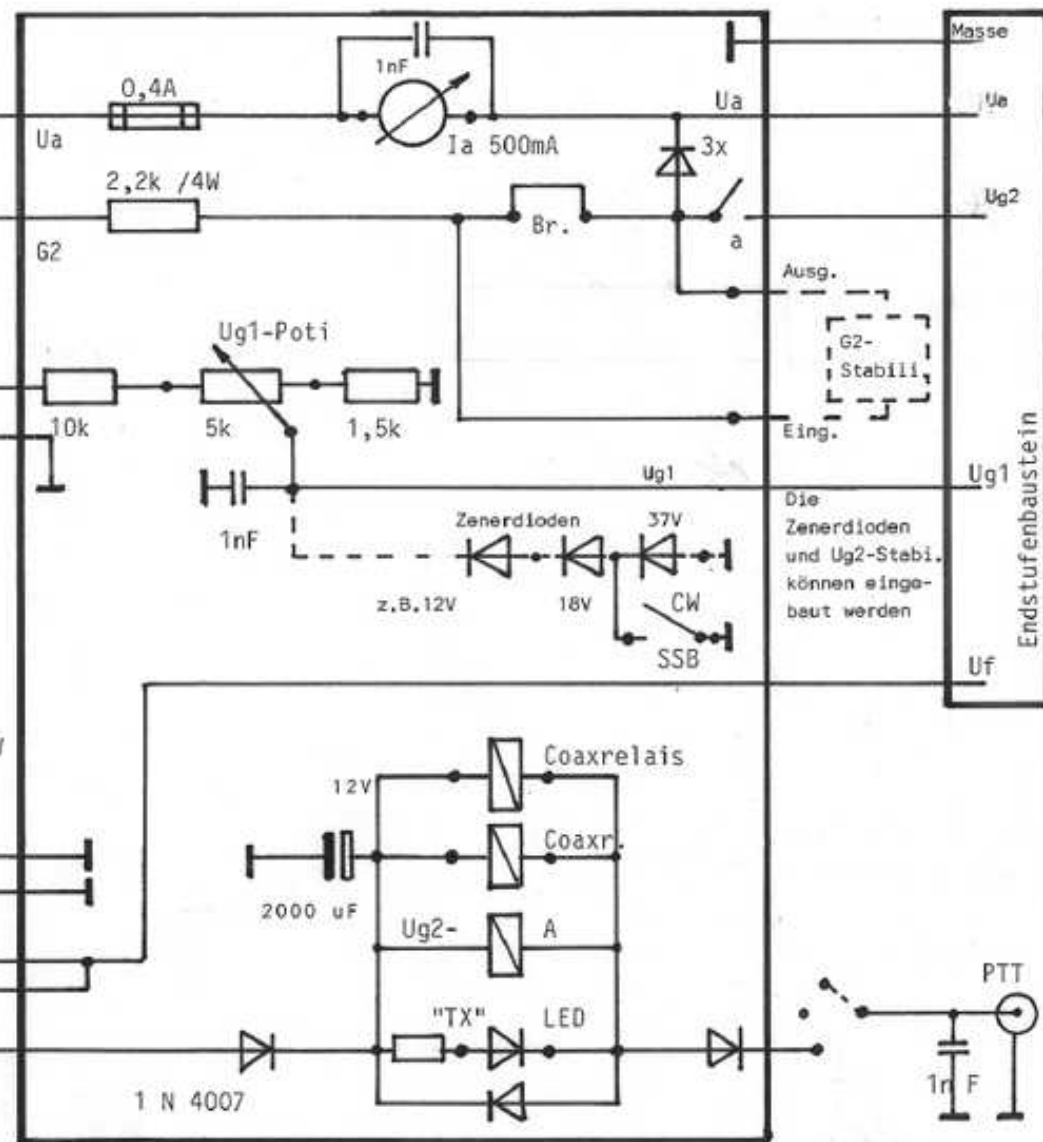 Masse
1nF
0,4A
Ua
Ua
Ua
Ia 500mA
3x
2,2k /4W
Br.
a
Ug2
G2
Ausg.
Ug1-Poti
G2-
Stabili.
10k
5k
1,5k
Eing.
Ug1
Ug1
1nF
Zenerdioden
37V
z.B.12V
18V
CW
SSB
Die
Zenerdioden
und Ug2-Stabi.
können einge-
baut werden
Endstufenbaustein
Uf
Coaxrelais
12V
Coaxr.
2000 uF
Ug2-
A
"TX"
LED
PTT
1 N 4007
1n F